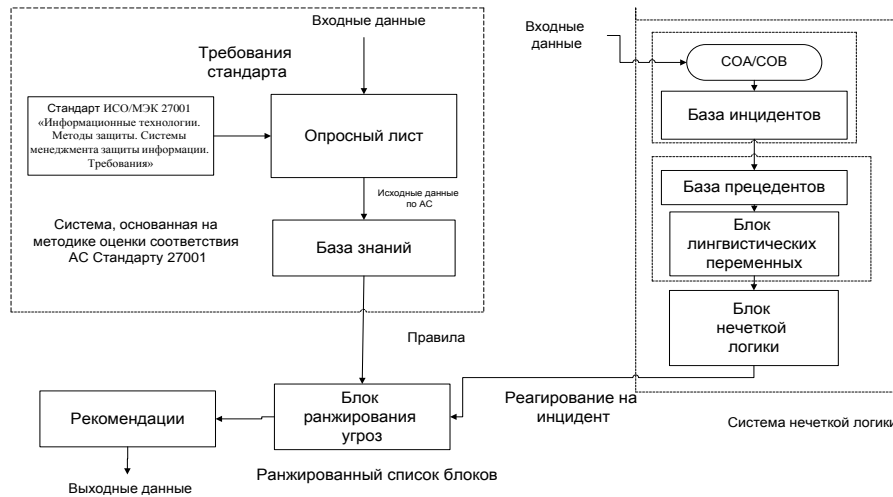 Входные данные
Требования
стандарта
Стандарт ИСО/МЭК 27001
«Информационные технологии.
Методы защиты. Системы
менеджмента защиты информации.
Требования»
Опросный лист
Исходные данные
по АС
Система, основанная на
методике оценки соответствия
АС Стандарту 27001
База знаний
Правила
Блок
ранжирования
угроз
Рекомендации
Выходные данные
Ранжированный список блоков
Входные
данные
СОА/СОВ
База инцидентов
База прецедентов
Блок
лингвистических
переменных
Блок
нечеткой
логики
Реагирование на
инцидент
Система нечеткой логики